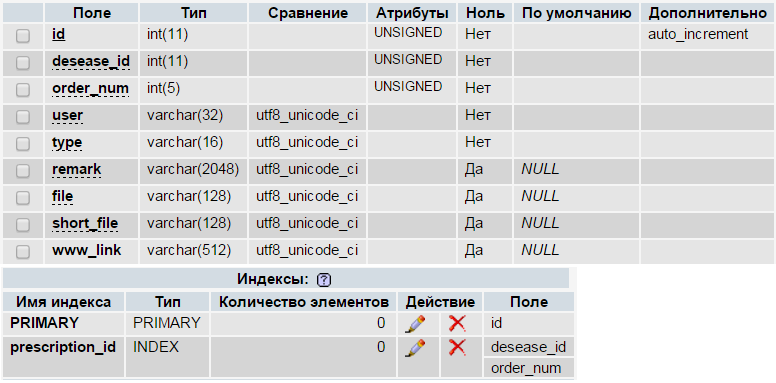 Поле Тип Сравнение Атрибуты Ноль По умолчанию Дополнительно
id int(11) UNSIGNED Нет auto_increment
desease_id int(11) UNSIGNED Нет
order_num int(5) UNSIGNED Нет
user varchar(32) utf8_unicode_ci Нет
type varchar(16) utf8_unicode_ci Нет
remark varchar(2048) utf8_unicode_ci Да NULL
file varchar(128) utf8_unicode_ci Да NULL
short_file varchar(128) utf8_unicode_ci Да NULL
www_link varchar(512) utf8_unicode_ci Да NULL
Индексы: ?
Имя индекса Тип Количество элементов Действие Поле
PRIMARY PRIMARY 0 id
prescription_id INDEX 0 desease_id
order_num